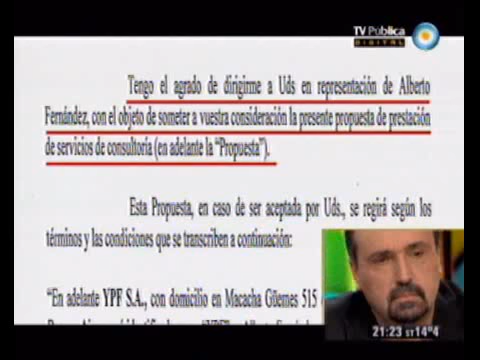 TV Pública
DIGITAL
Tengo el agrado de dirigirme a Uds en representación de Alberto
Fernández, con el objeto de someter a vuestra consideración la presente propuesta de prestación
de servicios de consultoría (en adelante la “Propuesta”).
Esta Propuesta, en caso de ser aceptada por Uds., se regirá según los
términos y las condiciones que se transcriben a continuación:
“En adelante YPF S.A., con domicilio en Macacha Güemes 515
21:23 ST 14º4